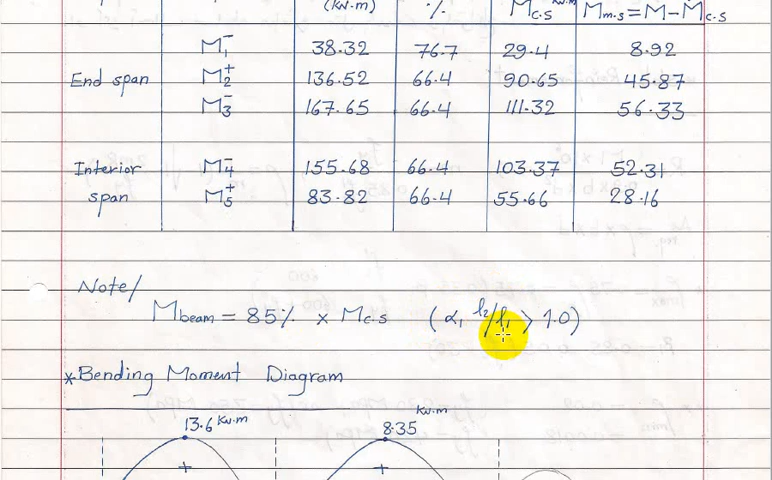 (kN.m) % Mc.s kN.m Mm.s=M-Mc.s
M1⁻ 38.32 76.7 29.4 8.92
End span M2⁺ 136.52 66.4 90.65 45.87
M3⁻ 167.65 66.4 111.32 56.33
Interior M4⁻ 155.68 66.4 103.37 52.31
span M5⁺ 83.82 66.4 55.66 28.16
Note/
Mbeam = 85% × Mc.s (α1 l2/l1 > 1.0)
*Bending Moment Diagram
13.6 kN.m 8.35 kN.m
+ +